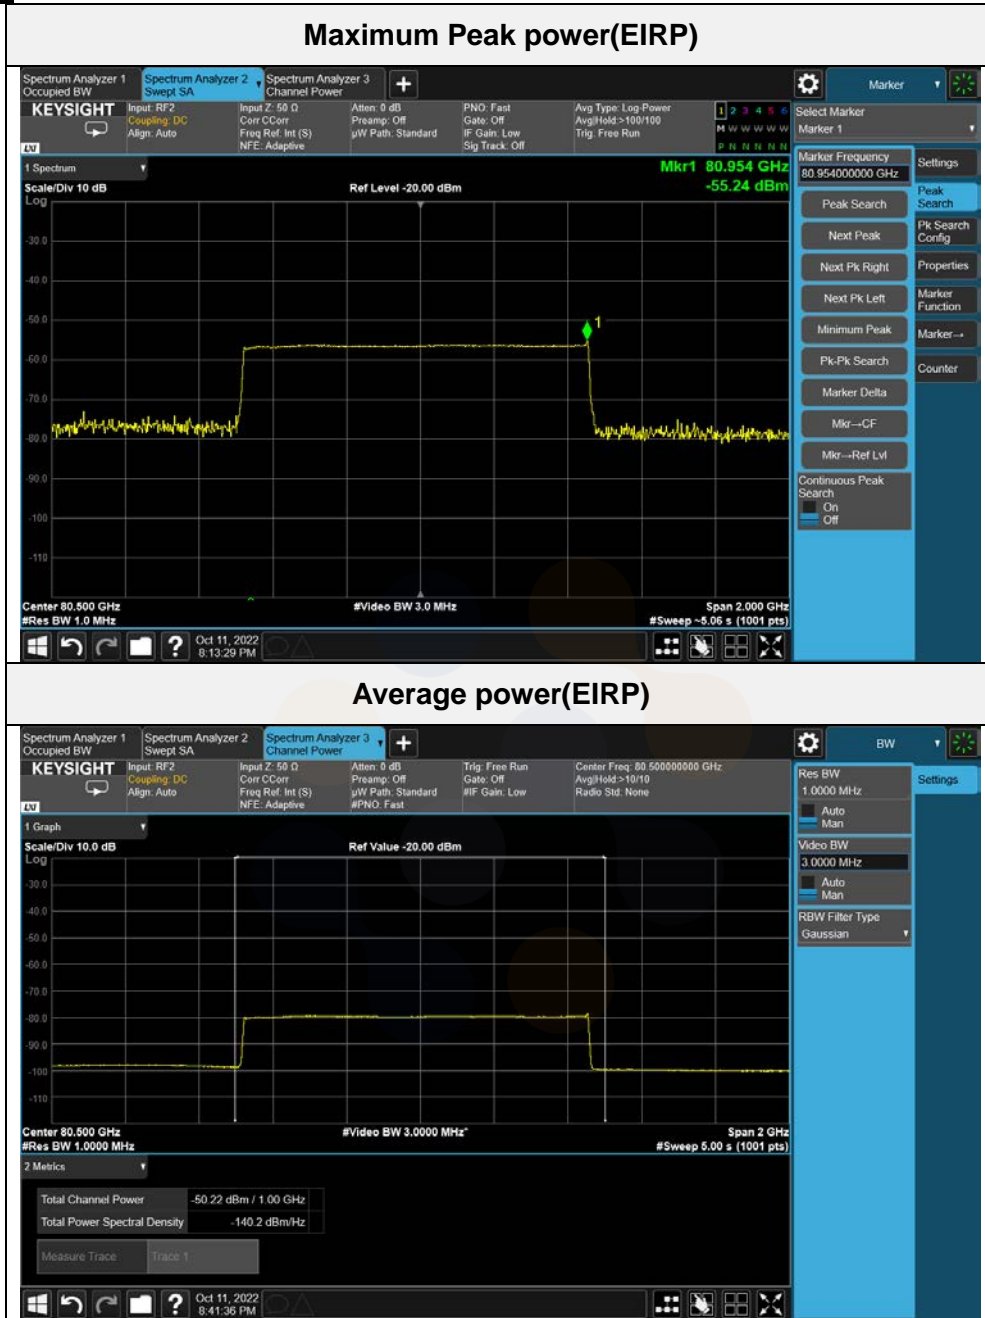 Maximum Peak power(EIRP)
Spectrum Analyzer 1
Occupied BW
Spectrum Analyzer 2
Swept SA
Spectrum Analyzer 3
Channel Power
KEYSIGHT
LXI
Input: RF2
Coupling: DC
Align: Auto
Input Z: 50 Ω
Corr CCorr
Freq Ref: Int (S)
NFE: Adaptive
Atten: 0 dB
Preamp: Off
µW Path: Standard
PNO: Fast
Gate: Off
IF Gain: Low
Sig Track: Off
Avg Type: Log-Power
Avg|Hold:>100/100
Trig: Free Run
1 2 3 4 5 6
M W W W W W
P N N N N N
1 Spectrum
Scale/Div 10 dB
Log
Ref Level -20.00 dBm
Mkr1 80.954 GHz
-55.24 dBm
-30.0
-40.0
-50.0
-60.0
-70.0
-80.0
-90.0
-100
-110
1
Center 80.500 GHz
#Res BW 1.0 MHz
#Video BW 3.0 MHz
Span 2.000 GHz
#Sweep ~5.06 s (1001 pts)
Oct 11, 2022
8:13:29 PM
?
Marker
Select Marker
Marker 1
Marker Frequency
80.954000000 GHz
Peak Search
Next Peak
Next Pk Right
Next Pk Left
Minimum Peak
Pk-Pk Search
Marker Delta
Mkr→CF
Mkr→Ref Lvl
Continuous Peak
Search
On
Off
Settings
Peak
Search
Pk Search
Config
Properties
Marker
Function
Marker→
Counter
Average power(EIRP)
Spectrum Analyzer 1
Occupied BW
Spectrum Analyzer 2
Swept SA
Spectrum Analyzer 3
Channel Power
KEYSIGHT
LXI
Input: RF2
Coupling: DC
Align: Auto
Input Z: 50 Ω
Corr CCorr
Freq Ref: Int (S)
NFE: Adaptive
Atten: 0 dB
Preamp: Off
µW Path: Standard
#PNO: Fast
Trig: Free Run
Gate: Off
#IF Gain: Low
Center Freq: 80.500000000 GHz
Avg|Hold:>10/10
Radio Std: None
1 Graph
Scale/Div 10.0 dB
Log
Ref Value -20.00 dBm
-30.0
-40.0
-50.0
-60.0
-70.0
-80.0
-90.0
-100
-110
Center 80.500 GHz
#Res BW 1.0000 MHz
#Video BW 3.0000 MHz*
Span 2 GHz
#Sweep 5.00 s (1001 pts)
2 Metrics
Total Channel Power -50.22 dBm / 1.00 GHz
Total Power Spectral Density -140.2 dBm/Hz
Measure Trace Trace 1
Oct 11, 2022
8:41:36 PM
?
BW
Res BW
1.0000 MHz
Auto
Man
Video BW
3.0000 MHz
Auto
Man
RBW Filter Type
Gaussian
Settings